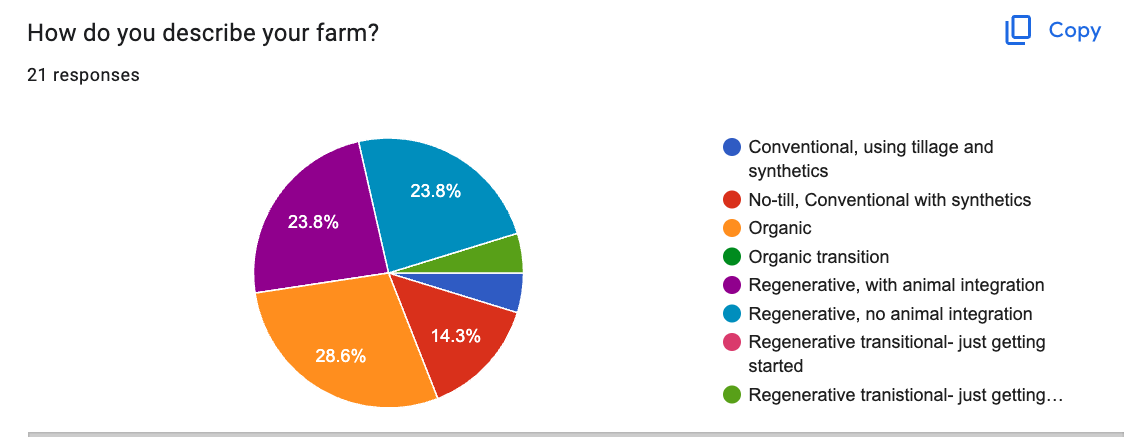 How do you describe your farm?
Copy
21 responses
23.8%
23.8%
14.3%
28.6%
Conventional, using tillage and
synthetics
No-till, Conventional with synthetics
Organic
Organic transition
Regenerative, with animal integration
Regenerative, no animal integration
Regenerative transitional- just getting
started
Regenerative tranistional- just getting…